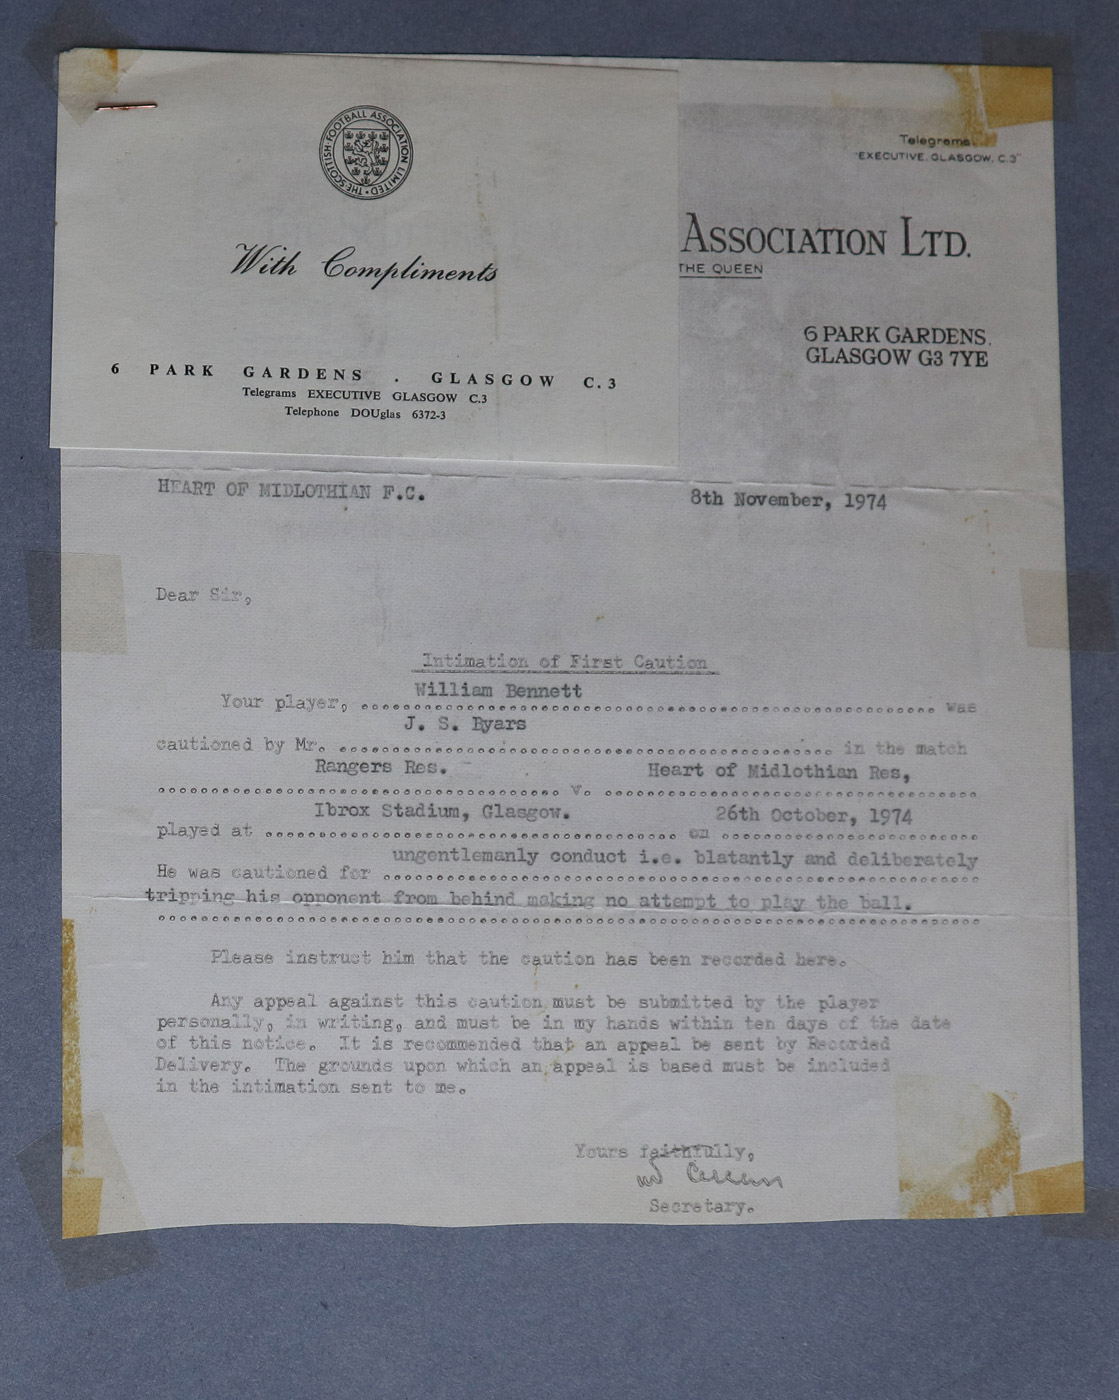 THE SCOTTISH FOOTBALL ASSOCIATION LIMITED
With Compliments
6 PARK GARDENS . GLASGOW C.3
Telegrams EXECUTIVE GLASGOW C.3
Telephone DOUglas 6372-3
Telegrams.
"EXECUTIVE, GLASGOW, C.3"
ASSOCIATION LTD.
THE QUEEN
6 PARK GARDENS,
GLASGOW G3 7YE
HEART OF MIDLOTHIAN F.C. 8th November, 1974
Dear Sir,
Intimation of First Caution
William Bennett
Your player, was
J. S. Byars
cautioned by Mr. in the match
Rangers Res. Heart of Midlothian Res,
v.
Ibrox Stadium, Glasgow. 26th October, 1974
played at on
ungentlemanly conduct i.e. blatantly and deliberately
He was cautioned for
tripping his opponent from behind making no attempt to play the ball.
Please instruct him that the caution has been recorded here.
Any appeal against this caution must be submitted by the player
personally, in writing, and must be in my hands within ten days of the date
of this notice. It is recommended that an appeal be sent by Recorded
Delivery. The grounds upon which an appeal is based must be included
in the intimation sent to me.
Yours faithfully,
Secretary.